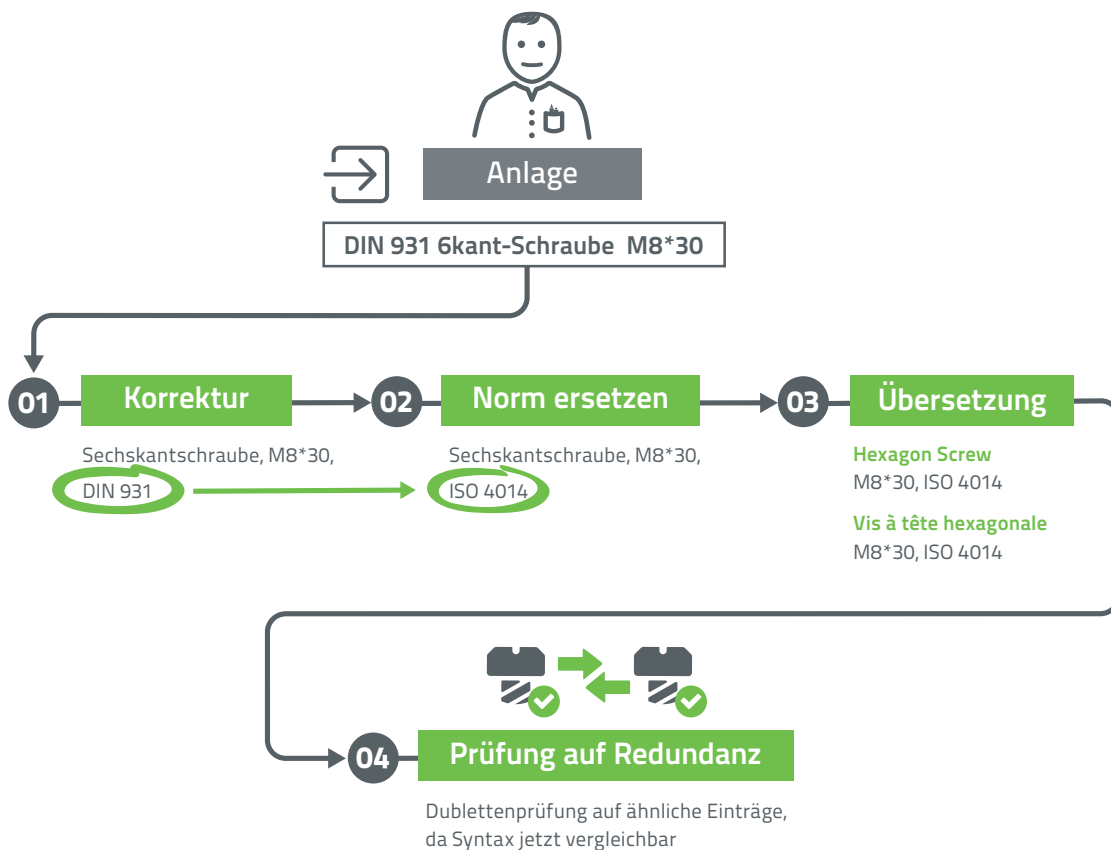 Anlage
DIN 931 6kant-Schraube M8*30
01
Korrektur
Sechskantschraube, M8*30,
DIN 931
02
Norm ersetzen
Sechskantschraube, M8*30,
ISO 4014
03
Übersetzung
Hexagon Screw
M8*30, ISO 4014
Vis à tête hexagonale
M8*30, ISO 4014
04
Prüfung auf Redundanz
Dublettenprüfung auf ähnliche Einträge,
da Syntax jetzt vergleichbar